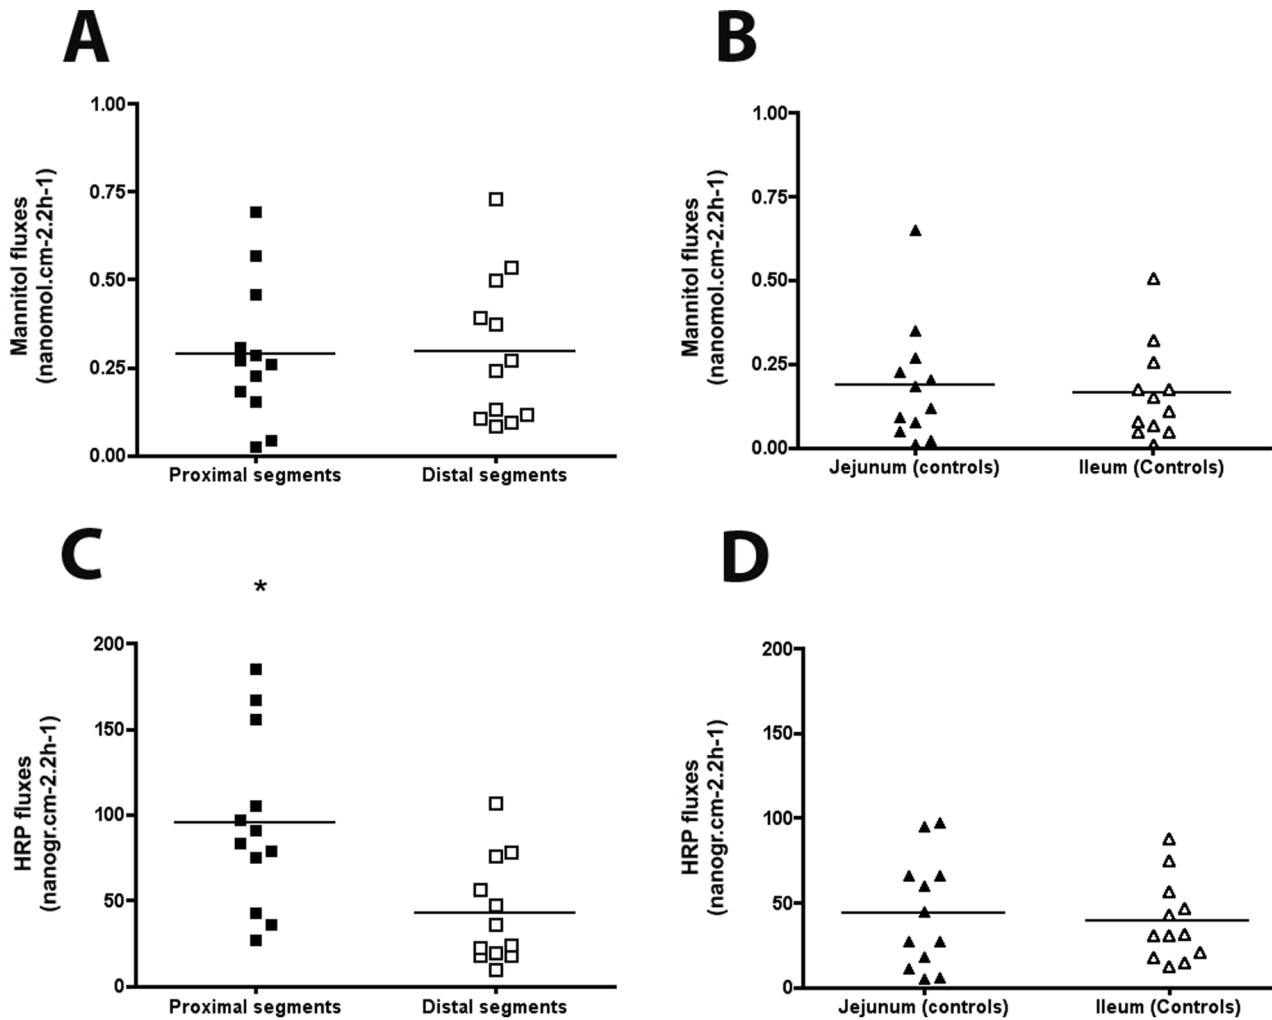 A
B
1.00
0.75
0.50
0.25
0.00
Mannitol fluxes
(nanomol.cm-2.2h-1)
Proximal segments
Distal segments
1.00
0.75
0.50
0.25
0.00
Mannitol fluxes
(nanomol.cm-2.2h-1)
Jejunum (controls)
Ileum (Controls)
C
D
*
200
150
100
50
0
HRP fluxes
(nanogr.cm-2.2h-1)
Proximal segments
Distal segments
200
150
100
50
0
HRP fluxes
(nanogr.cm-2.2h-1)
Jejunum (controls)
Ileum (Controls)